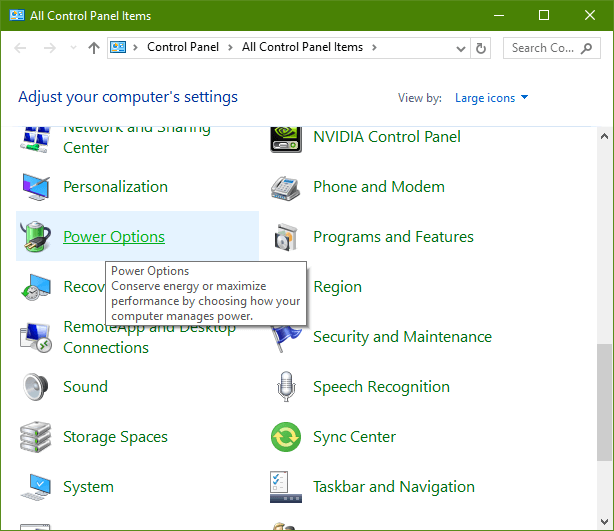 All Control Panel Items
Control Panel
All Control Panel Items
Search Co...
Adjust your computer's settings
View by:
Large icons
Network and Sharing
Center
NVIDIA Control Panel
Personalization
Phone and Modem
Power Options
Programs and Features
Power Options
Conserve energy or maximize
performance by choosing how your
computer manages power.
Recov
Region
RemoteApp and Desktop
Connections
Security and Maintenance
Sound
Speech Recognition
Storage Spaces
Sync Center
System
Taskbar and Navigation